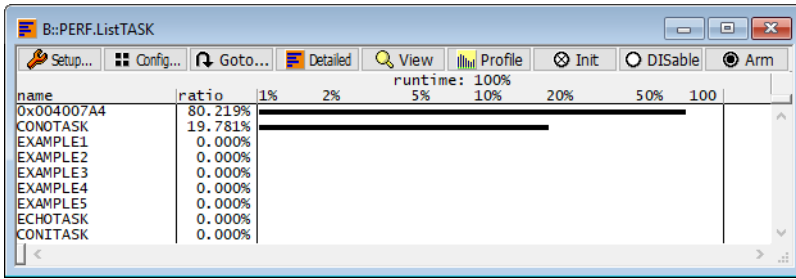 B::PERF.ListTASK
Setup... Config... Goto... Detailed View Profile Init DISable Arm
runtime: 100%
name ratio 1% 2% 5% 10% 20% 50% 100
0x004007A4 80.219%
CONOTASK 19.781%
EXAMPLE1 0.000%
EXAMPLE2 0.000%
EXAMPLE3 0.000%
EXAMPLE4 0.000%
EXAMPLE5 0.000%
ECHOTASK 0.000%
CONITASK 0.000%